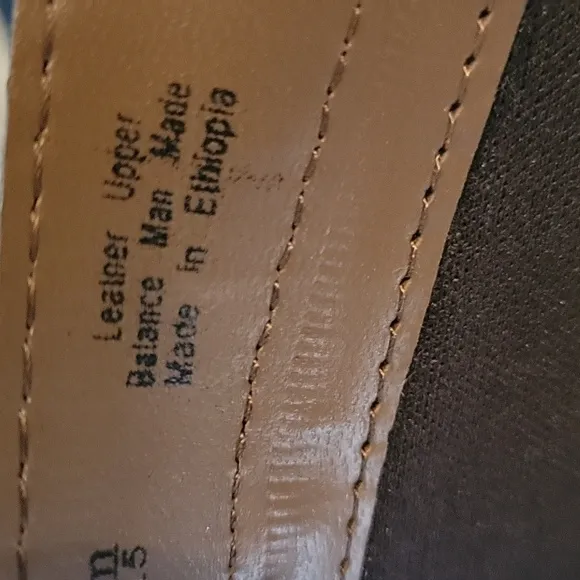 Leather Upper
Balance Man Made
Made in Ethiopia